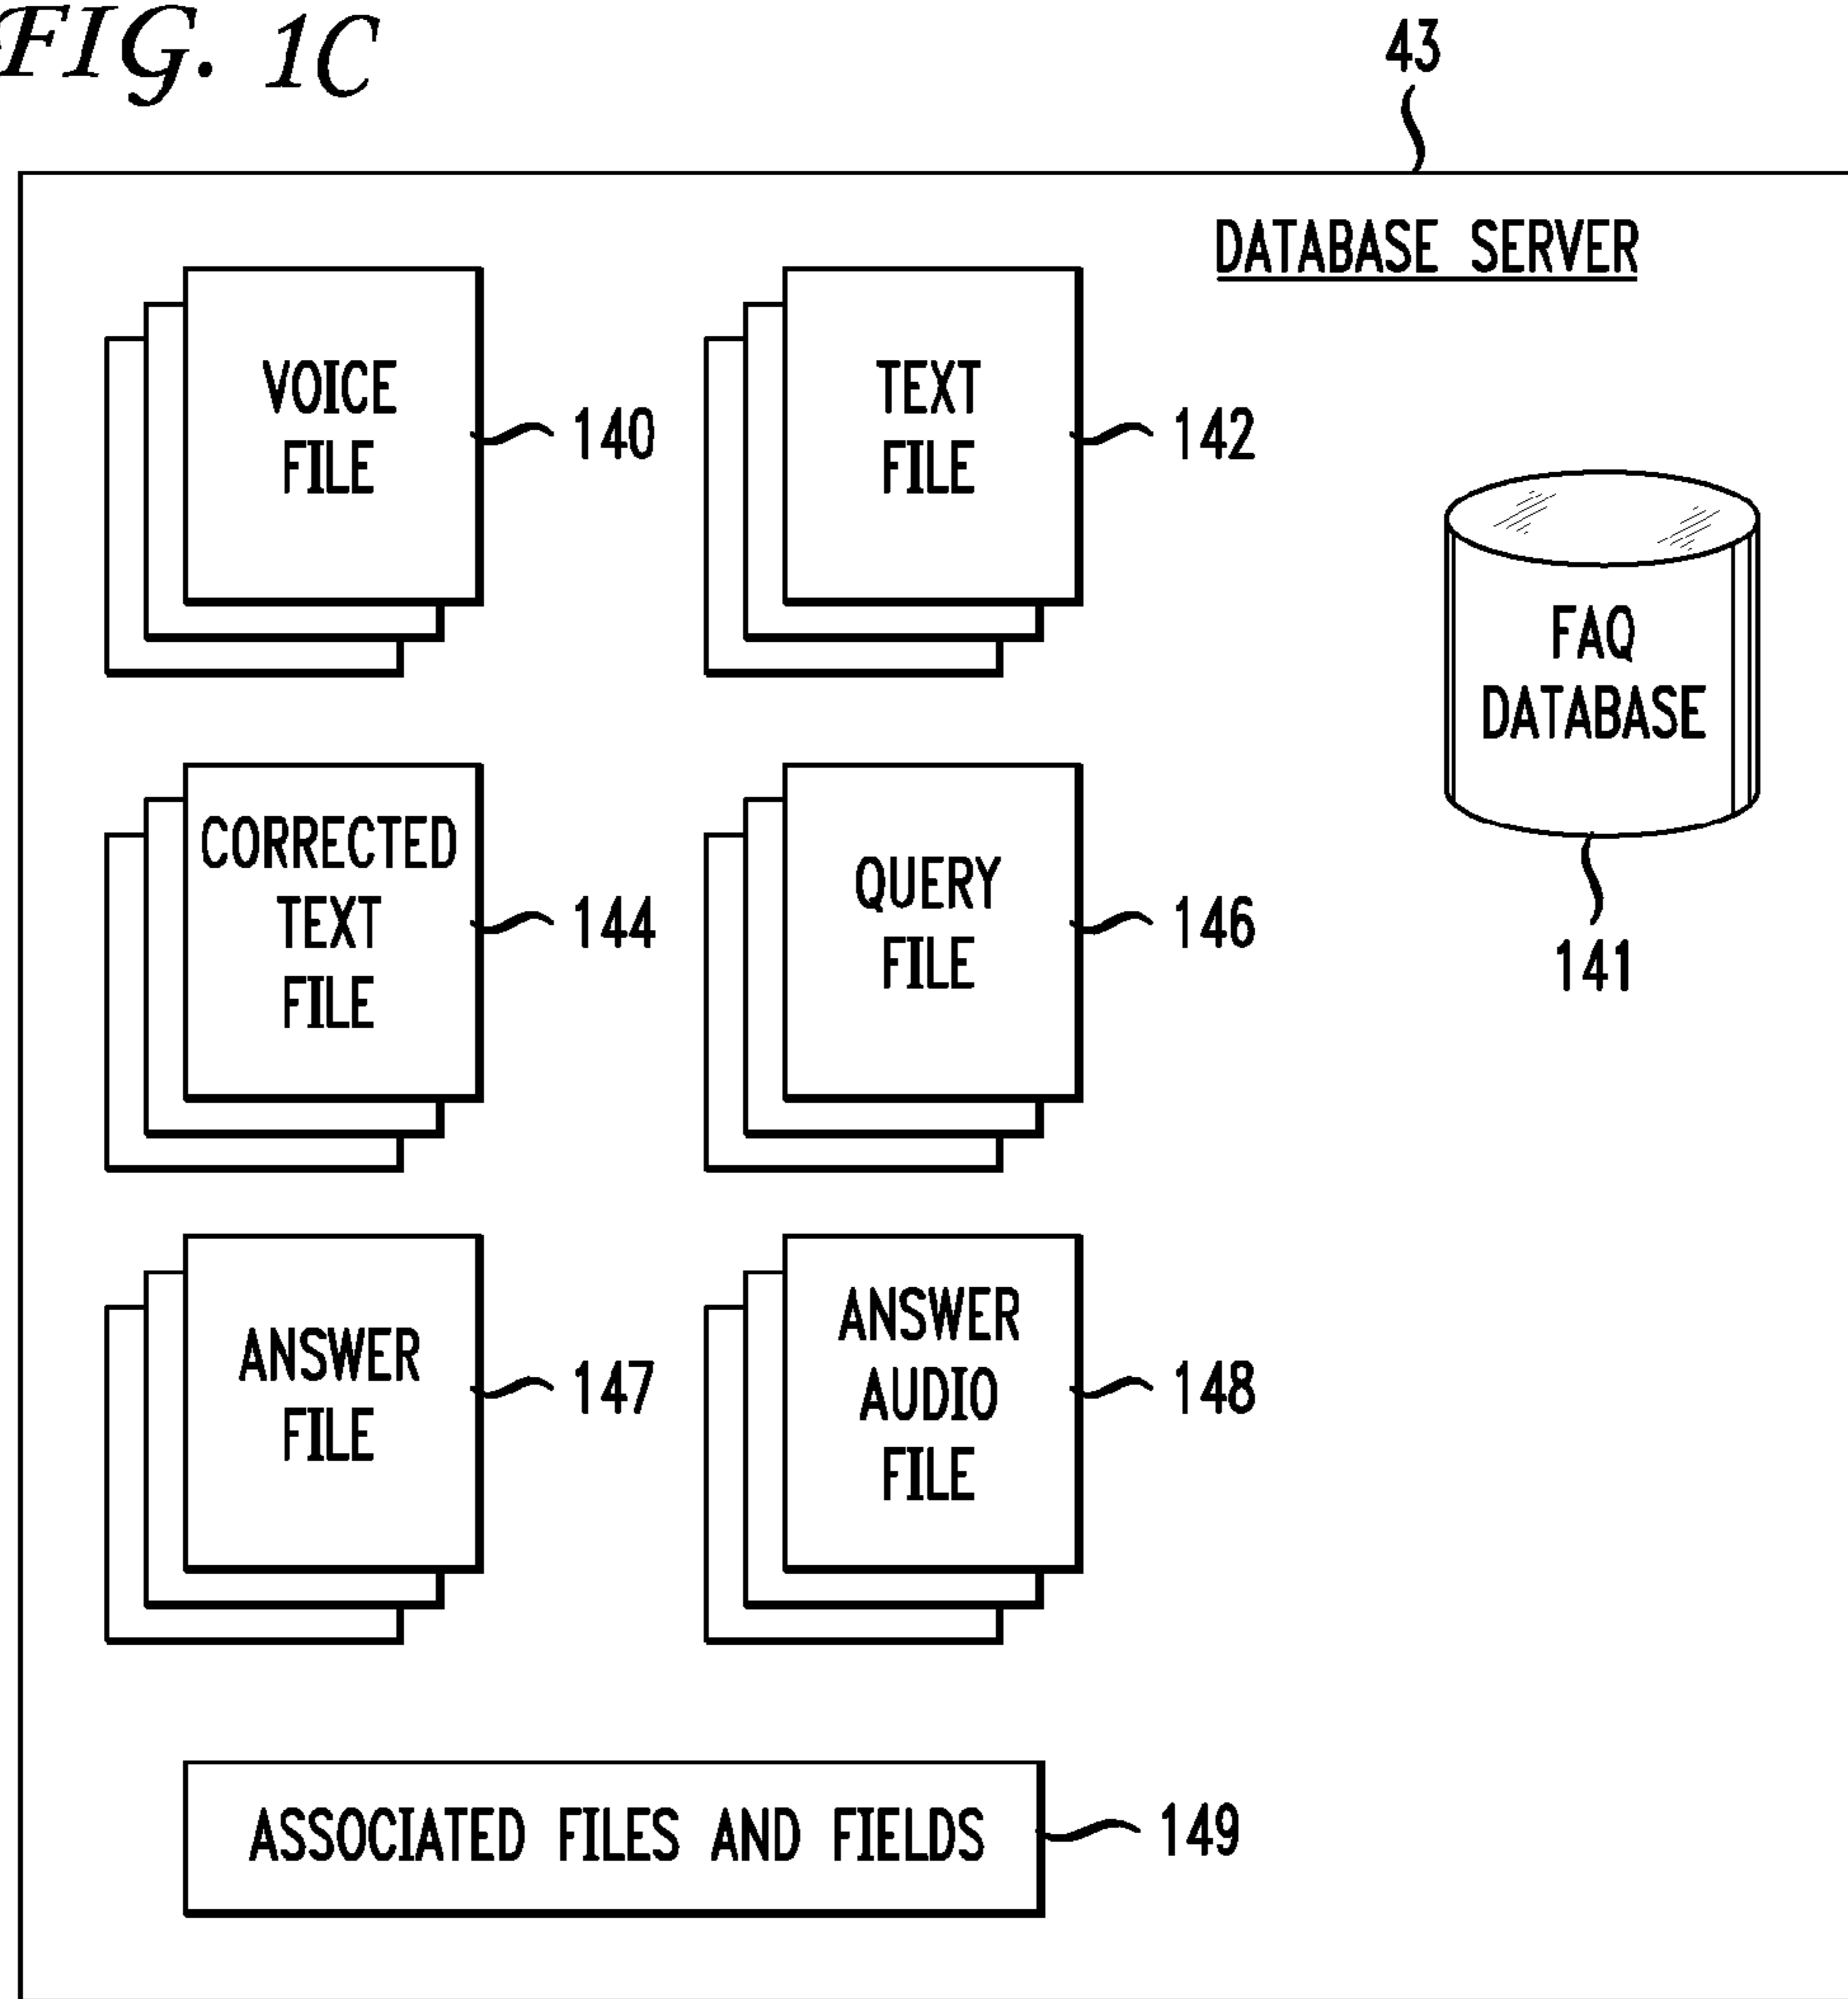 FIG. 1C
43
DATABASE SERVER
VOICE
FILE
140
TEXT
FILE
142
FAQ
DATABASE
141
CORRECTED
TEXT
FILE
144
QUERY
FILE
146
ANSWER
FILE
147
ANSWER
AUDIO
FILE
148
ASSOCIATED FILES AND FIELDS
149